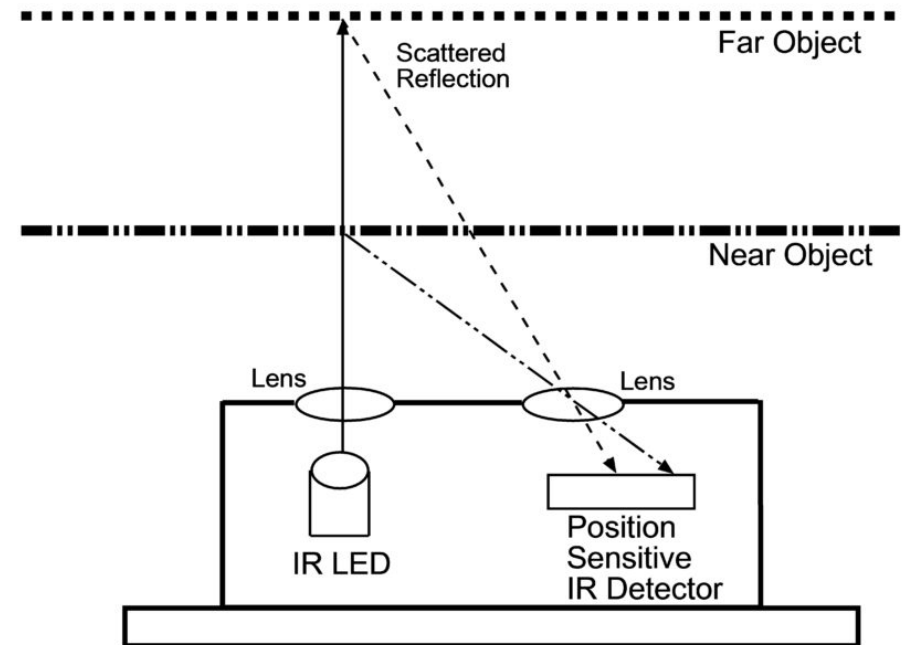 Far Object
Scattered
Reflection
Near Object
Lens
Lens
IR LED
Position
Sensitive
IR Detector